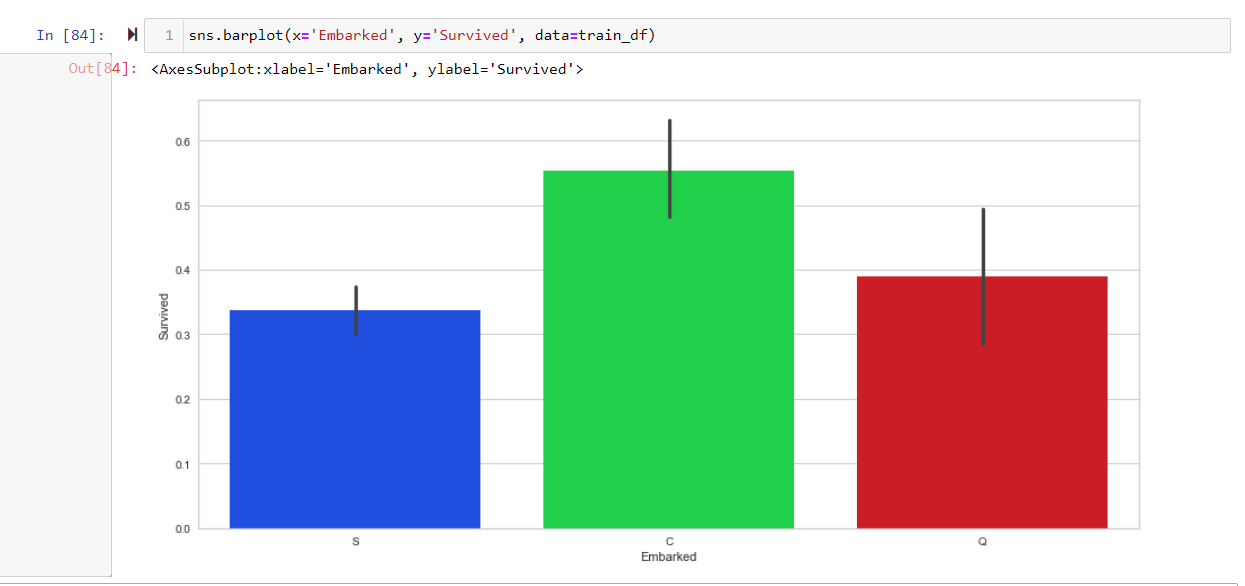 In [84]: 1 sns.barplot(x='Embarked', y='Survived', data=train_df)
Out[84]: <AxesSubplot:xlabel='Embarked', ylabel='Survived'>
0.6
0.5
0.4
0.3
0.2
0.1
0.0
Survived
S C Q
Embarked